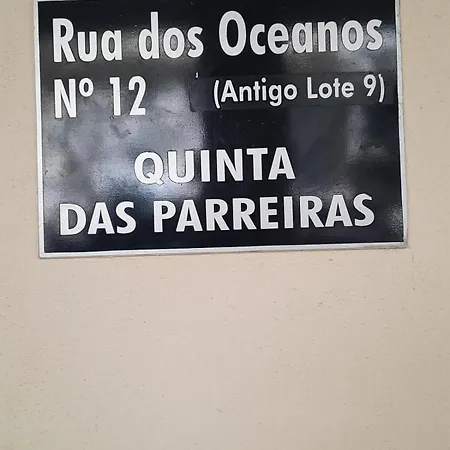 Rua dos Oceanos
Nº 12 (Antigo Lote 9)
QUINTA
DAS PARREIRAS